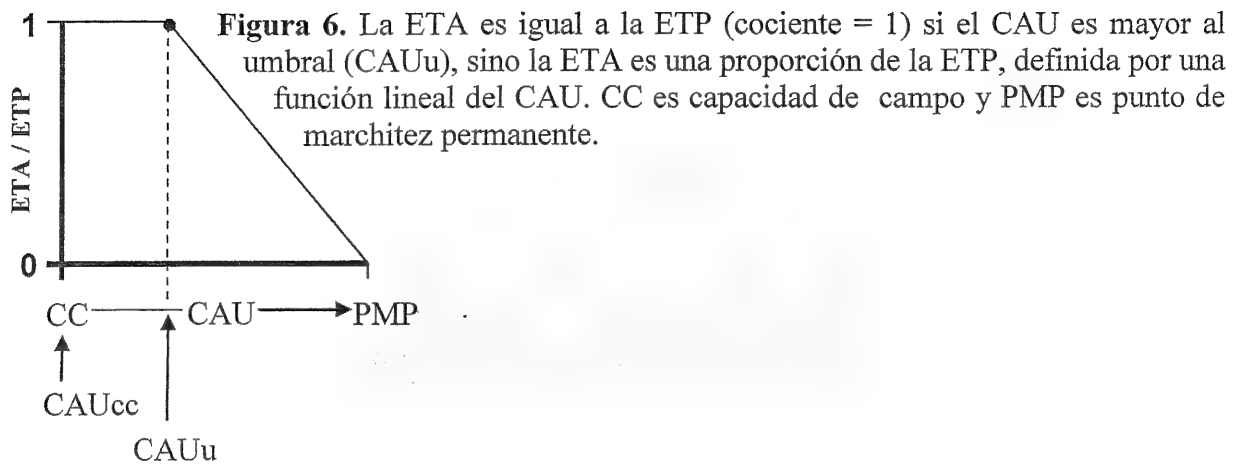 1
Figura 6. La ETA es igual a la ETP (cociente = 1) si el CAU es mayor al
umbral (CAUu), sino la ETA es una proporción de la ETP, definida por una
función lineal del CAU. CC es capacidad de campo y PMP es punto de
marchitez permanente.
ETA / ETP
0
CC CAU PMP
CAUcc
CAUu